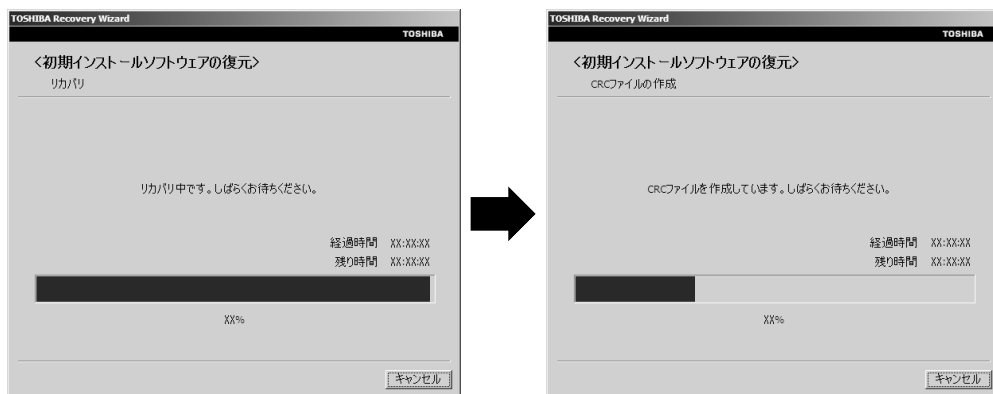 TOSHIBA Recovery Wizard
TOSHIBA
<初期インストールソフトウェアの復元>
リカバリ
リカバリ中です。しばらくお待ちください。
経過時間 XX:XX:XX
残り時間 XX:XX:XX
XX%
キャンセル
TOSHIBA Recovery Wizard
TOSHIBA
<初期インストールソフトウェアの復元>
CRCファイルの作成
CRCファイルを作成しています。しばらくお待ちください。
経過時間 XX:XX:XX
残り時間 XX:XX:XX
XX%
キャンセル